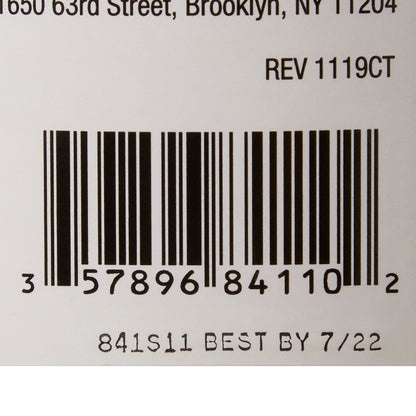 1650 63rd Street, Brooklyn, NY 11204
REV 1119CT
3 57896 84110 2
841S11 BEST BY 7/22